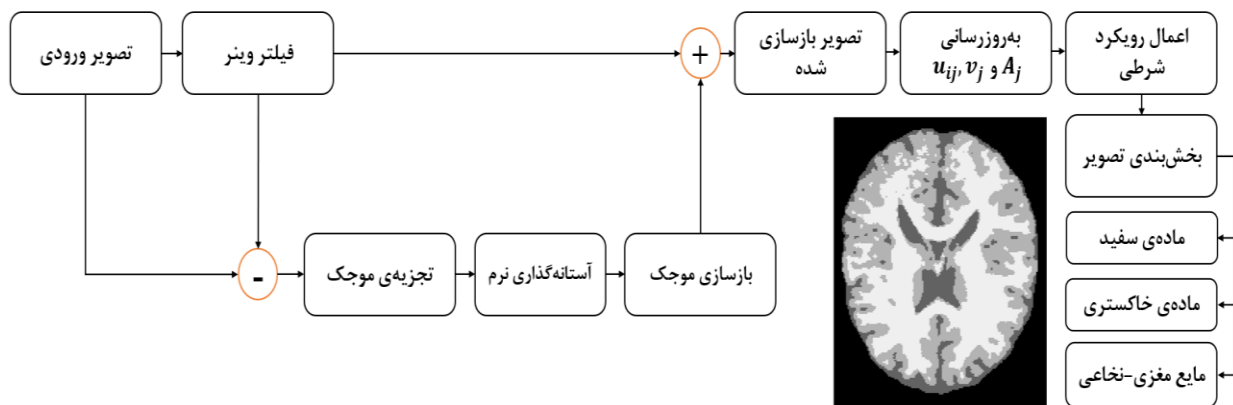 تصویر ورودی
فیلتر وینر
+
تصویر بازسازی
شده
به‌روزرسانی
u_{ij}, v_j و A_j
اعمال رویکرد
شرطی
بخش‌بندی تصویر
-
تجزیه‌ی موجک
آستانه‌گذاری نرم
بازسازی موجک
ماده‌ی سفید
ماده‌ی خاکستری
مایع مغزی-نخاعی